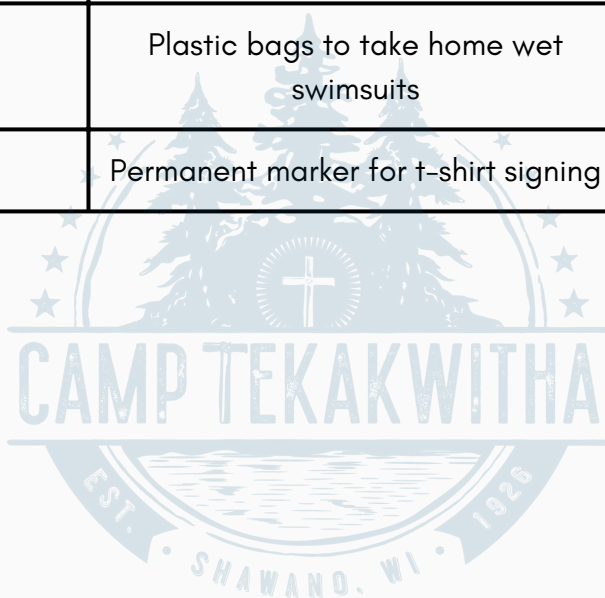 Plastic bags to take home wet
swimsuits
Permanent marker for t-shirt signing
CAMP TEKAKWITHA
EST. 1926
SHAWANO, WI